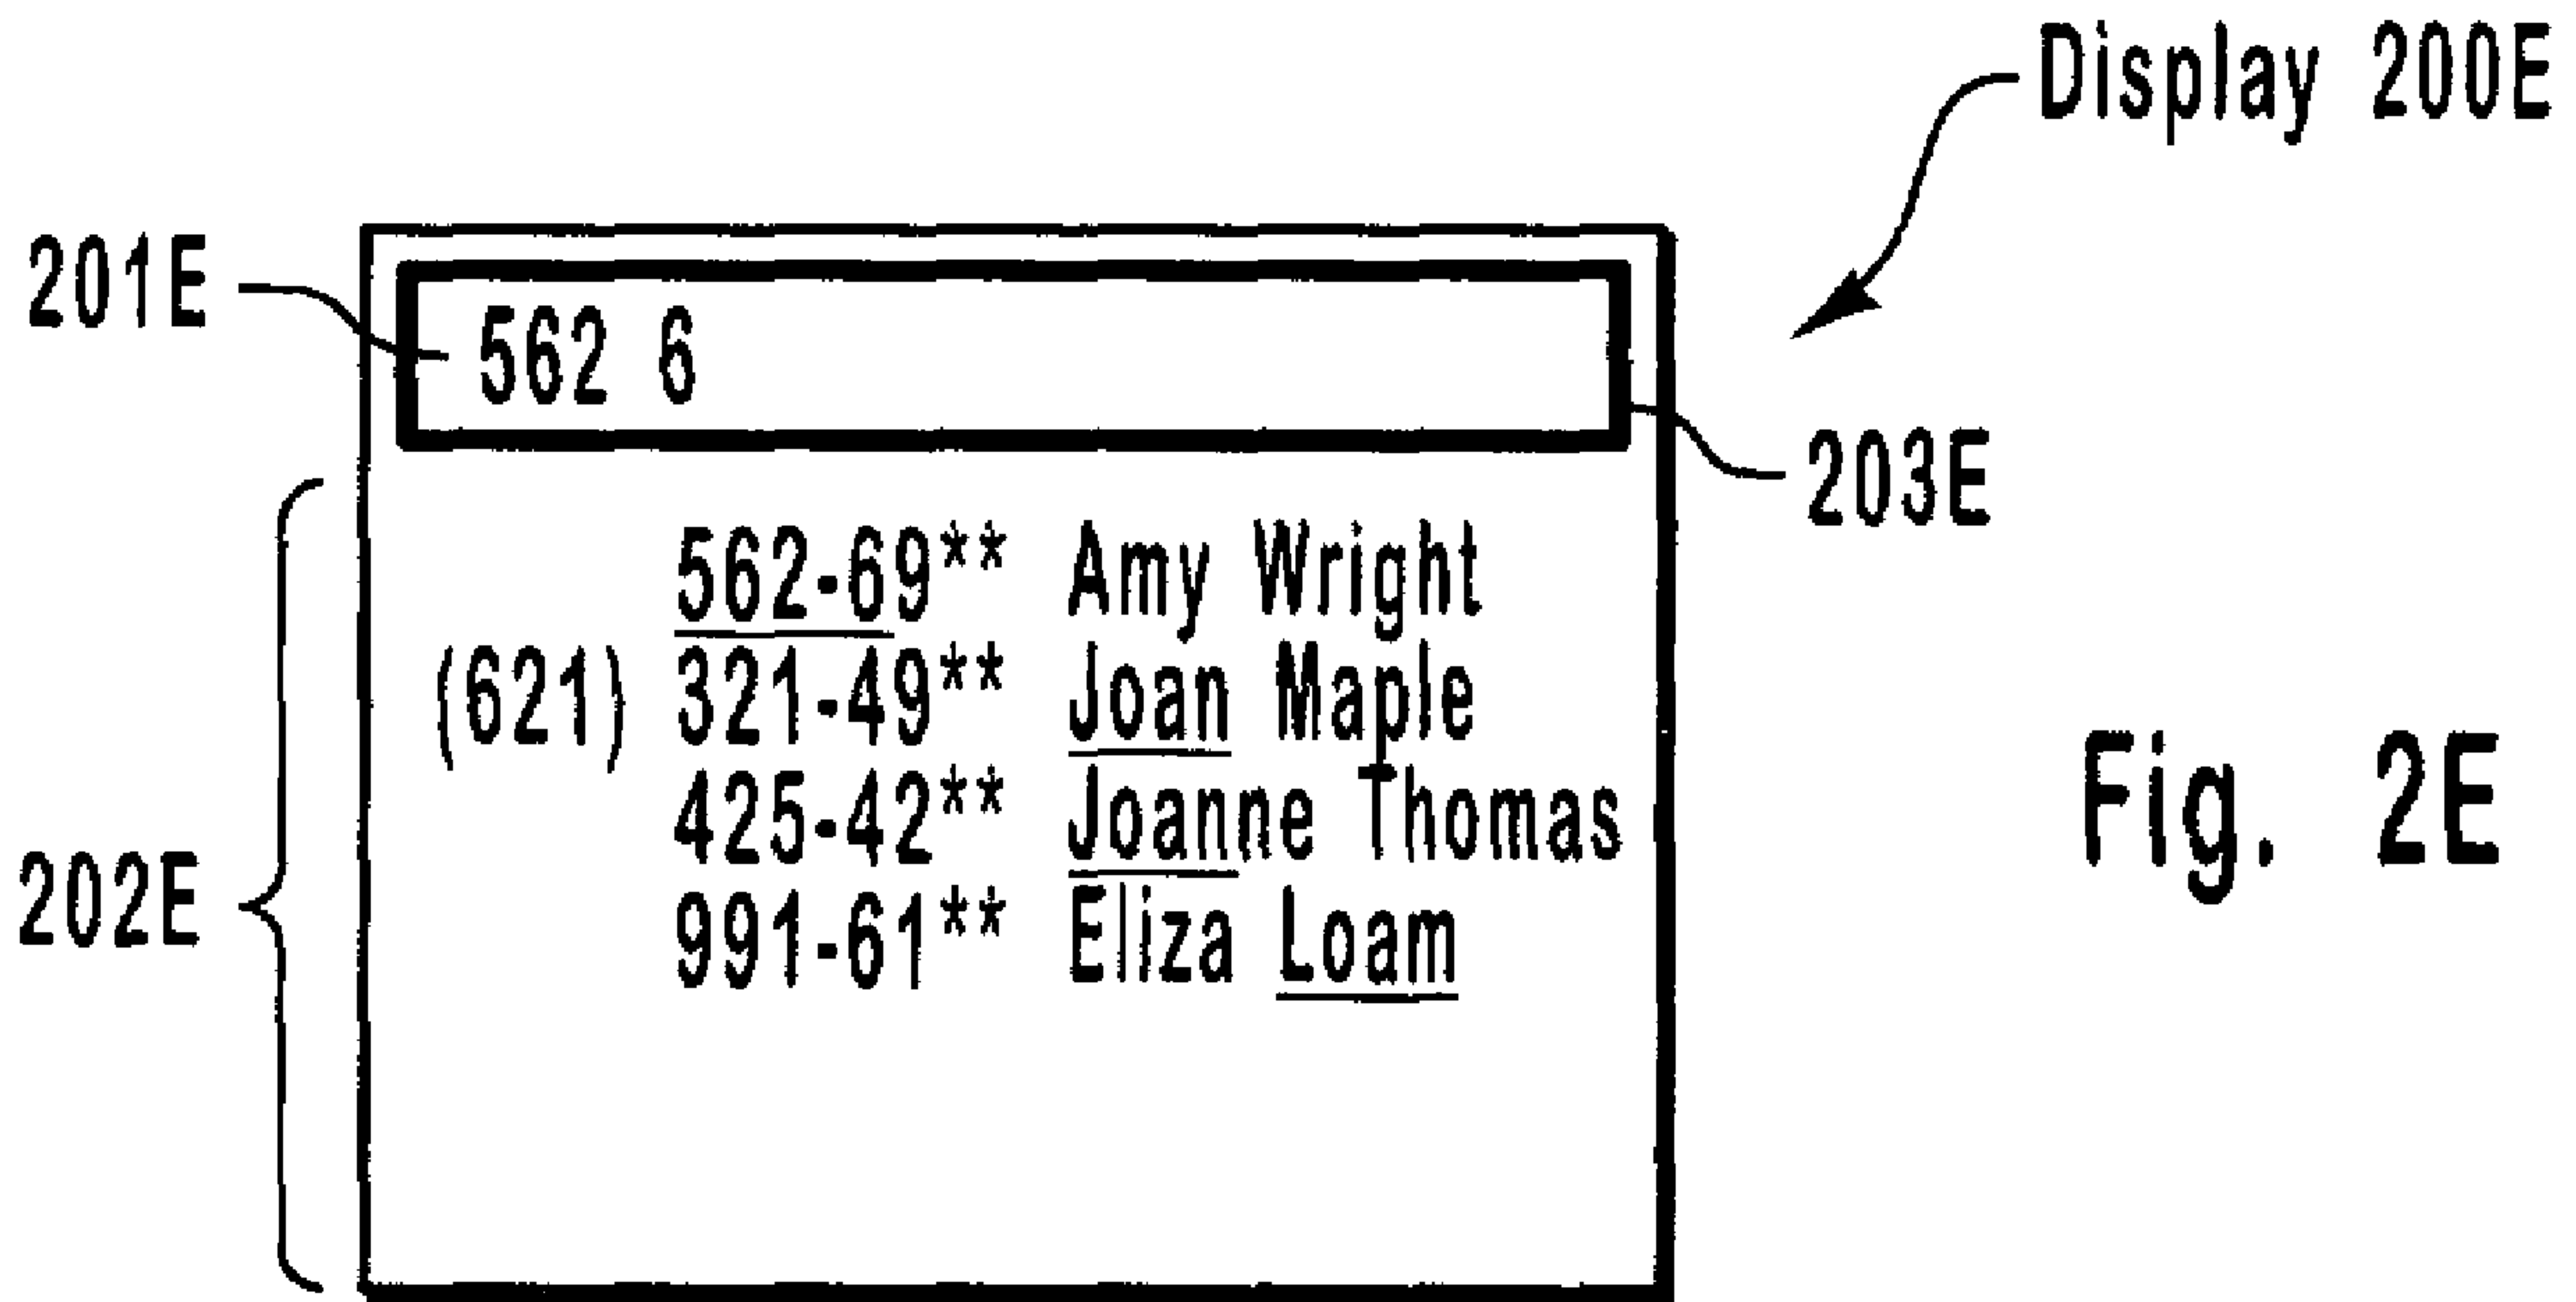 Display 200E
201E
562 6
203E
562-69** Amy Wright
(621) 321-49** Joan Maple
425-42** Joanne Thomas
202E
991-61** Eliza Loam
Fig. 2E